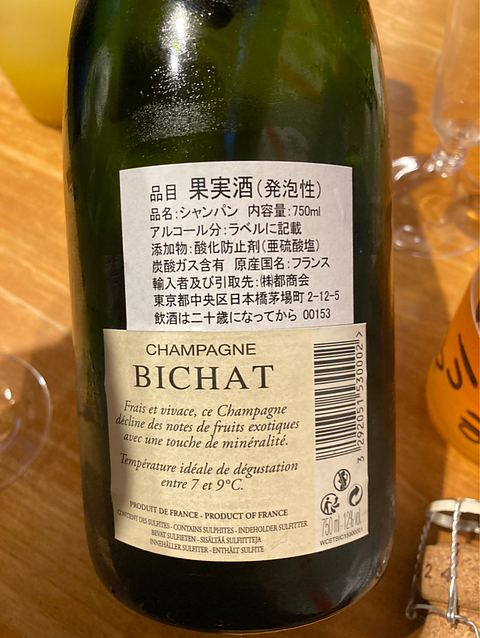 品目 果実酒(発泡性)
品名:シャンパン 内容量:750ml
アルコール分:ラベルに記載
添加物:酸化防止剤(亜硫酸塩)
炭酸ガス含有 原産国名:フランス
輸入者及び引取先:㈱都商会
東京都中央区日本橋茅場町2-12-5
飲酒は二十歳になってから 00153
CHAMPAGNE
BICHAT
Frais et vivace, ce Champagne
décline des notes de fruits exotiques
avec une touche de minéralité.
Température idéale de dégustation
entre 7 et 9°C.
PRODUIT DE FRANCE - PRODUCT OF FRANCE
CONTIENT DES SULFITES - CONTAINS SULPHITES - INDEHOLDER SULFITTER
BEVAT SULFIETEN - SISÄLTÄÄ SULFIITTEJA
INNEHÅLLER SULFITER - ENTHÄLT SULFITE
3 292051 530002 >
750 ml - 12% vol.